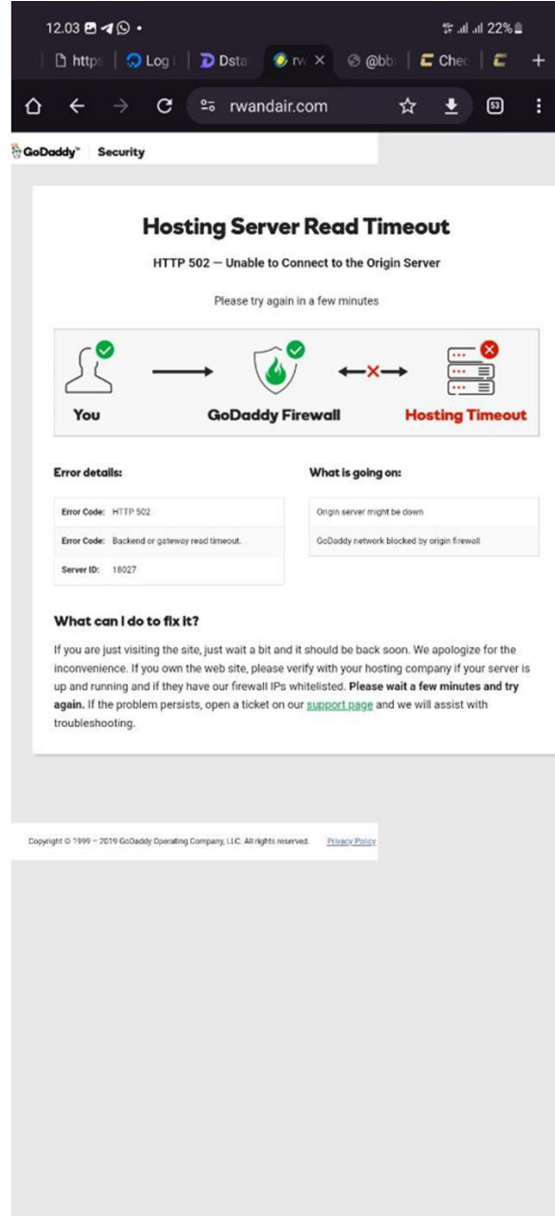 12.03
22%
https
Log i
Dsta
rw
@bb
Chec
rwandair.com
53
GoDaddy™ Security
Hosting Server Read Timeout
HTTP 502 — Unable to Connect to the Origin Server
Please try again in a few minutes
You
GoDaddy Firewall
Hosting Timeout
Error details:
Error Code: HTTP 502
Error Code: Backend or gateway read timeout.
Server ID: 18027
What is going on:
Origin server might be down
GoDaddy network blocked by origin firewall
What can I do to fix it?
If you are just visiting the site, just wait a bit and it should be back soon. We apologize for the
inconvenience. If you own the web site, please verify with your hosting company if your server is
up and running and if they have our firewall IPs whitelisted. Please wait a few minutes and try
again. If the problem persists, open a ticket on our support page and we will assist with
troubleshooting.
Copyright © 1999 – 2019 GoDaddy Operating Company, LLC. All rights reserved. Privacy Policy